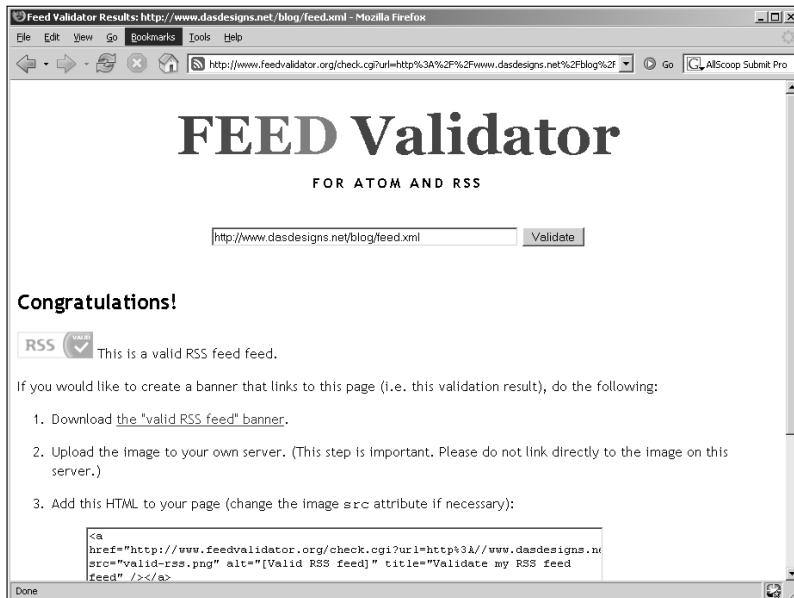 Feed Validator Results: http://www.dasdesigns.net/blog/feed.xml - Mozilla Firefox
File Edit View Go Bookmarks Tools Help
http://www.feedvalidator.org/check.cgi?url=http%3A%2F%2Fwww.dasdesigns.net%2Fblog%2F Go G AllScoop Submit Pro
FEED Validator
FOR ATOM AND RSS
http://www.dasdesigns.net/blog/feed.xml Validate
Congratulations!
RSS VALID This is a valid RSS feed feed.
If you would like to create a banner that links to this page (i.e. this validation result), do the following:
1. Download the "valid RSS feed" banner.
2. Upload the image to your own server. (This step is important. Please do not link directly to the image on this
server.)
3. Add this HTML to your page (change the image src attribute if necessary):
<a
href="http://www.feedvalidator.org/check.cgi?url=http%3A//www.dasdesigns.ne
src="valid-rss.png" alt="[Valid RSS feed]" title="Validate my RSS
feed" /></a>
Done